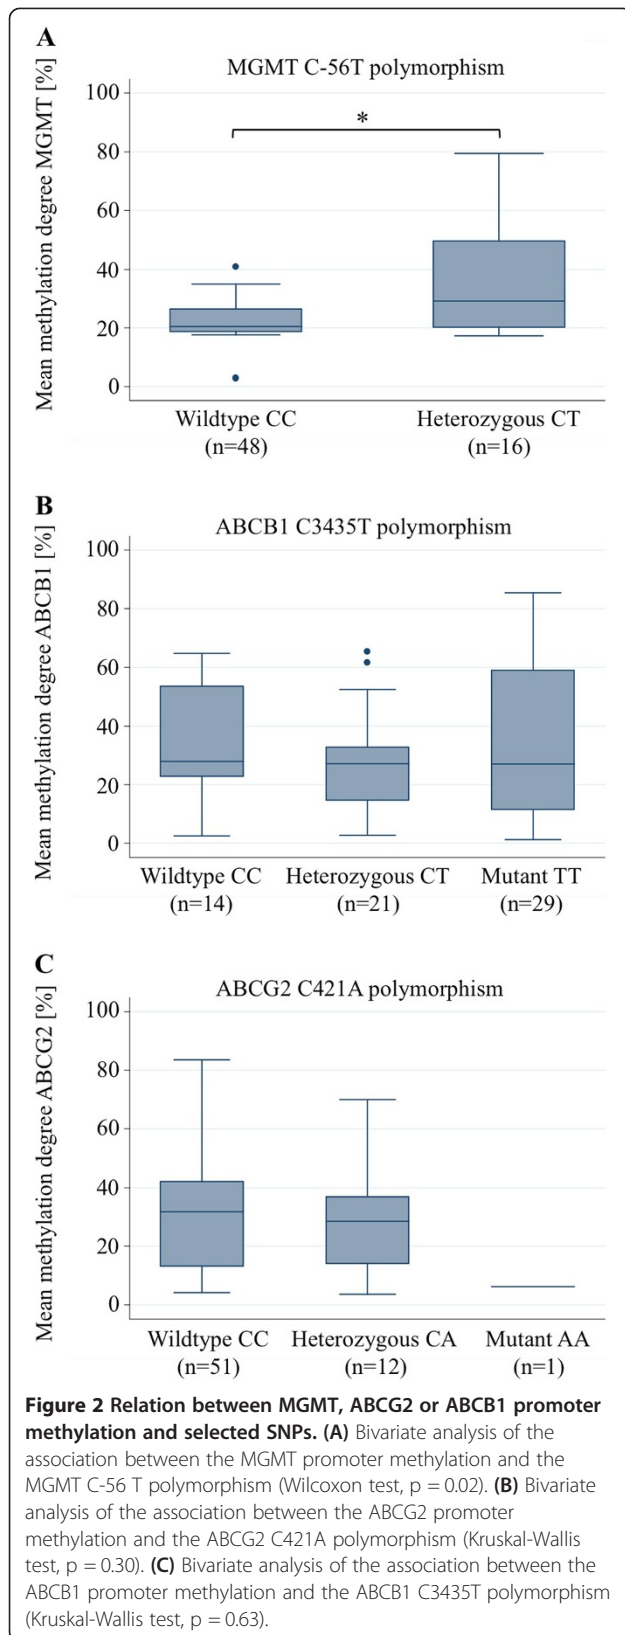 A
MGMT C-56T polymorphism
Mean methylation degree MGMT [%]
100
80
60
40
20
0
*
Wildtype CC
Heterozygous CT
(n=48)
(n=16)
B
ABCB1 C3435T polymorphism
Mean methylation degree ABCB1 [%]
100
80
60
40
20
0
Wildtype CC
Heterozygous CT
Mutant TT
(n=14)
(n=21)
(n=29)
C
ABCG2 C421A polymorphism
Mean methylation degree ABCG2 [%]
100
80
60
40
20
0
Wildtype CC
Heterozygous CA
Mutant AA
(n=51)
(n=12)
(n=1)
Figure 2 Relation between MGMT, ABCG2 or ABCB1 promoter
methylation and selected SNPs. (A) Bivariate analysis of the
association between the MGMT promoter methylation and the
MGMT C-56 T polymorphism (Wilcoxon test, p = 0.02). (B) Bivariate
analysis of the association between the ABCG2 promoter
methylation and the ABCG2 C421A polymorphism (Kruskal-Wallis
test, p = 0.30). (C) Bivariate analysis of the association between the
ABCB1 promoter methylation and the ABCB1 C3435T polymorphism
(Kruskal-Wallis test, p = 0.63).